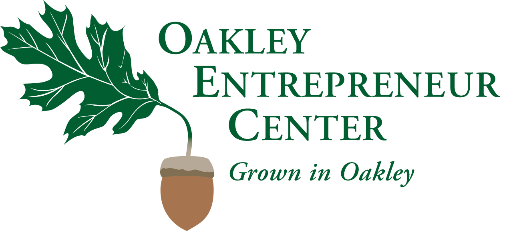 Oakley
Entrepreneur
Center
Grown in Oakley